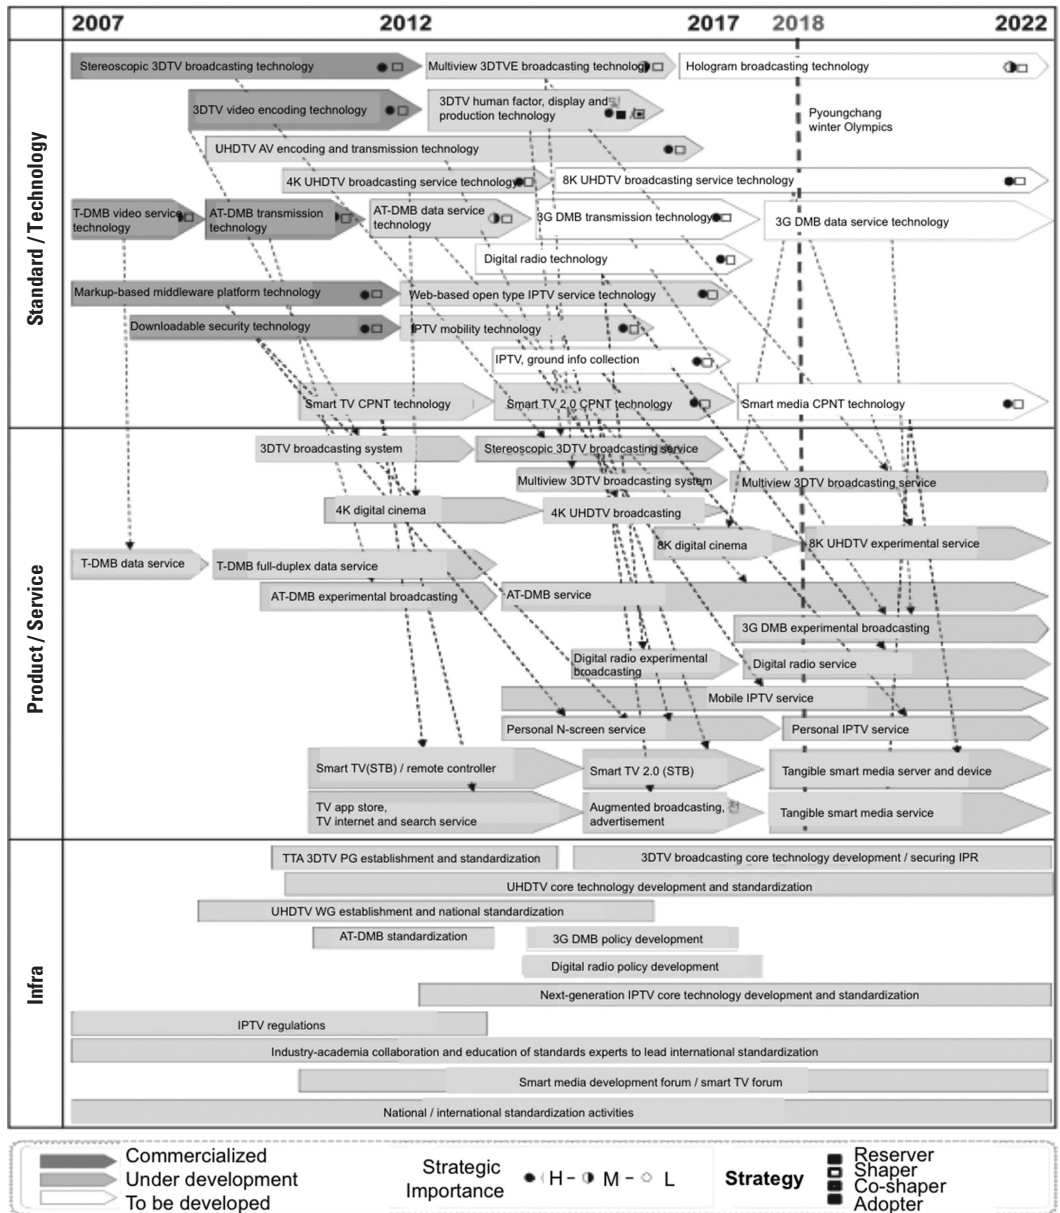 2007 2012 2017 2018 2022
Standard / Technology
Stereoscopic 3DTV broadcasting technology
Multiview 3DTVE broadcasting technology
Hologram broadcasting technology
3DTV video encoding technology
3DTV human factor, display and
production technology
Pyoungchang
winter Olympics
UHDTV AV encoding and transmission technology
4K UHDTV broadcasting service technology
8K UHDTV broadcasting service technology
T-DMB video service
technology
AT-DMB transmission
technology
AT-DMB data service
technology
3G DMB transmission technology
3G DMB data service technology
Digital radio technology
Markup-based middleware platform technology
Web-based open type IPTV service technology
Downloadable security technology
IPTV mobility technology
IPTV, ground info collection
Smart TV CPNT technology
Smart TV 2.0 CPNT technology
Smart media CPNT technology
Product / Service
3DTV broadcasting system
Stereoscopic 3DTV broadcasting service
Multiview 3DTV broadcasting system
Multiview 3DTV broadcasting service
4K digital cinema
4K UHDTV broadcasting
8K digital cinema
8K UHDTV experimental service
T-DMB data service
T-DMB full-duplex data service
AT-DMB experimental broadcasting
AT-DMB service
3G DMB experimental broadcasting
Digital radio experimental
broadcasting
Digital radio service
Mobile IPTV service
Personal N-screen service
Personal IPTV service
Smart TV(STB) / remote controller
Smart TV 2.0 (STB)
Tangible smart media server and device
TV app store,
TV internet and search service
Augmented broadcasting,
advertisement
Tangible smart media service
Infra
TTA 3DTV PG establishment and standardization
3DTV broadcasting core technology development / securing IPR
UHDTV core technology development and standardization
UHDTV WG establishment and national standardization
AT-DMB standardization
3G DMB policy development
Digital radio policy development
Next-generation IPTV core technology development and standardization
IPTV regulations
Industry-academia collaboration and education of standards experts to lead international standardization
Smart media development forum / smart TV forum
National / international standardization activities
Commercialized
Under development
To be developed
Strategic
Importance
H – M – L
Strategy
Reserver
Shaper
Co-shaper
Adopter